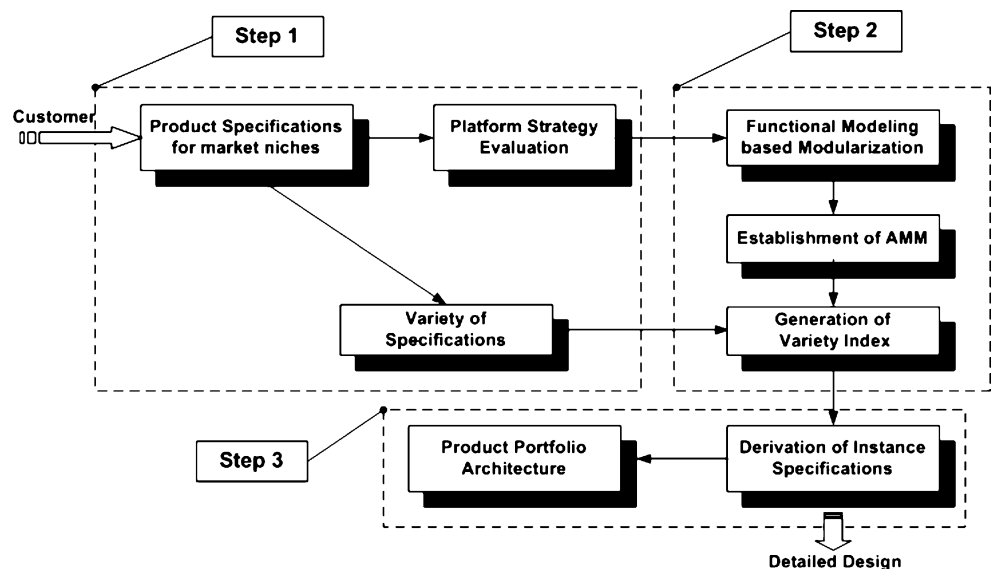 Step 1
Step 2
Customer
Product Specifications
for market niches
Platform Strategy
Evaluation
Functional Modeling
based Modularization
Establishment of AMM
Variety of
Specifications
Generation of
Variety Index
Step 3
Product Portfolio
Architecture
Derivation of Instance
Specifications
Detailed Design